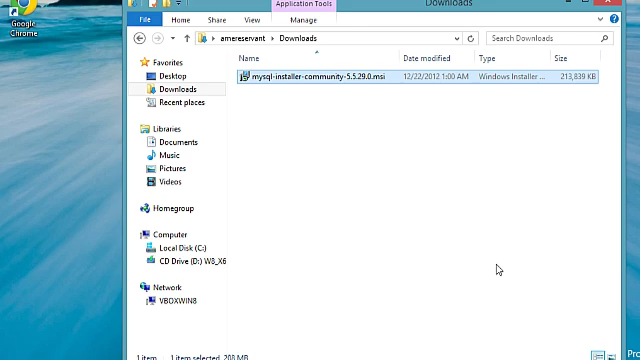 Google
Chrome
Application Tools
Downloads
File
Home
Share
View
Manage
amereservant
Downloads
Search Downloads
Favorites
Desktop
Downloads
Recent places
Libraries
Documents
Music
Pictures
Videos
Homegroup
Computer
Local Disk (C:)
CD Drive (D:) W8_X6
Network
VBOXWIN8
Name
Date modified
Type
Size
mysql-installer-community-5.5.29.0.msi
12/22/2012 1:00 AM
Windows Installer ...
213,839 KB
1 item
1 item selected 208 MB
Pro